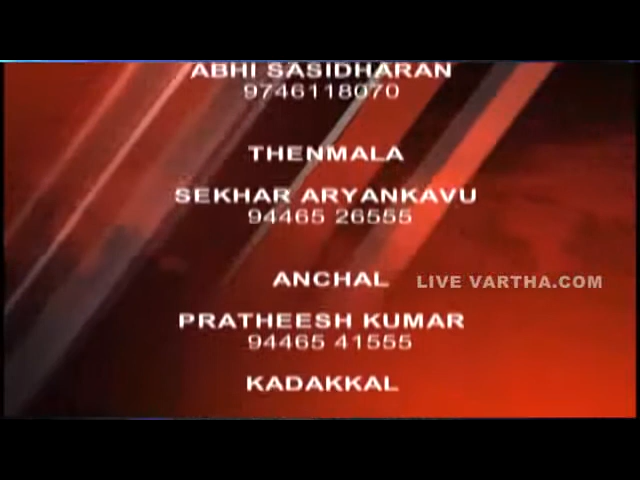 ABHI SASIDHARAN
9746118070
THENMALA
SEKHAR ARYANKAVU
94465 26555
ANCHAL
LIVE VARTHA.COM
PRATHEESH KUMAR
94465 41555
KADAKKAL